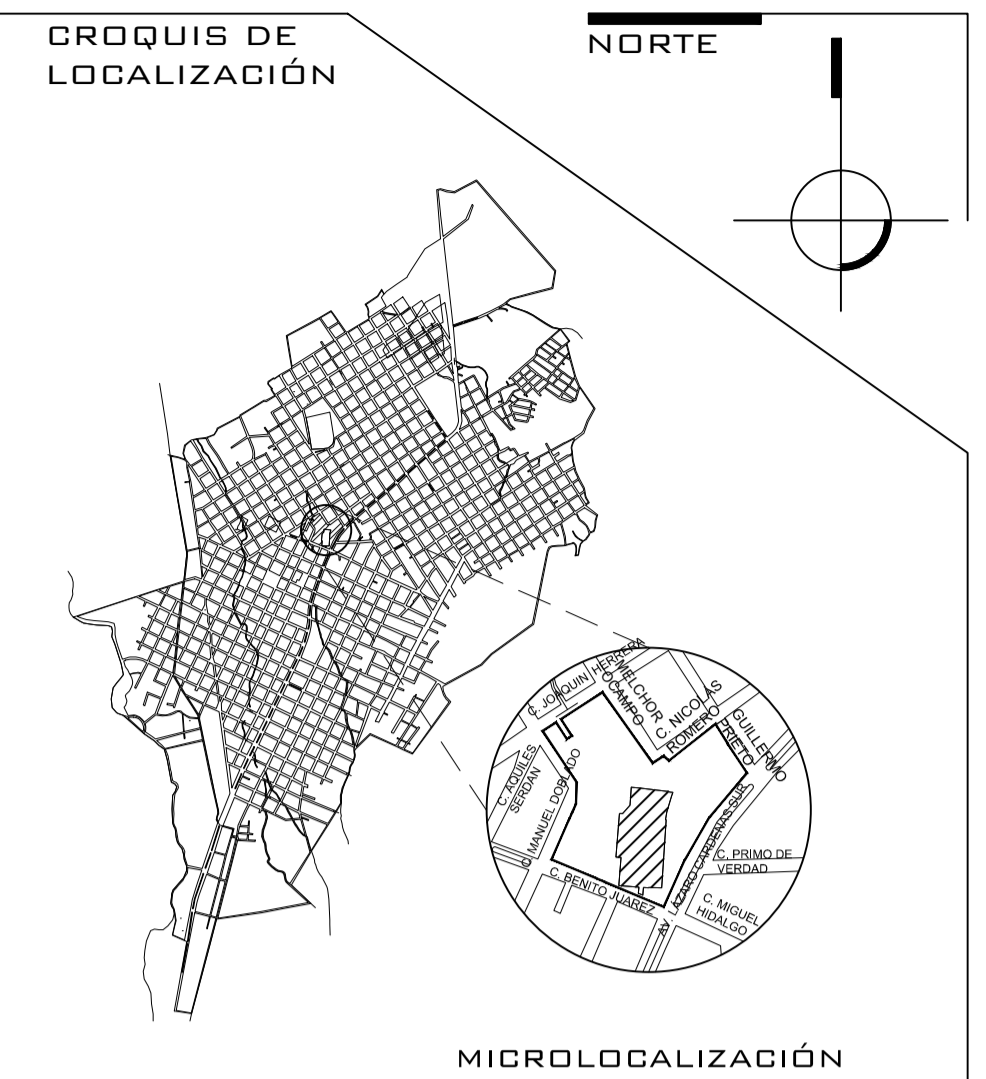 CROQUIS DE
LOCALIZACIÓN
NORTE
C. JOAQUIN HERRERA
MELCHOR
OCAMPO
C. NICOLAS
ROMERO
GUILLERMO
PRIETO
C. AQUILES
SERDAN
C. MANUEL DOBLADO
AV. LAZARO CARDENAS SUR
C. PRIMO DE
VERDAD
C. BENITO JUAREZ
C. MIGUEL
HIDALGO
MICROLOCALIZACIÓN